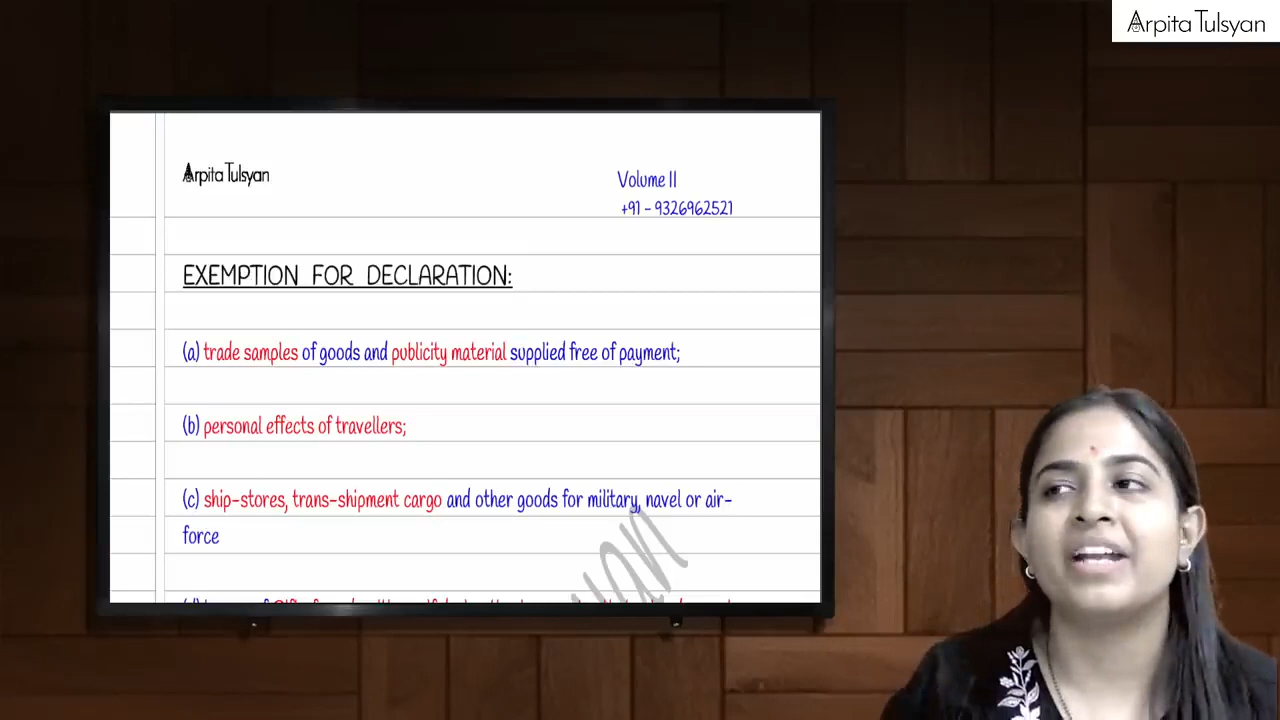 Arpita Tulsyan
Arpita Tulsyan
Volume II
+91 - 9326962521
EXEMPTION FOR DECLARATION:
(a) trade samples of goods and publicity material supplied free of payment;
(b) personal effects of travellers;
(c) ship-stores, trans-shipment cargo and other goods for military, navel or air-
force